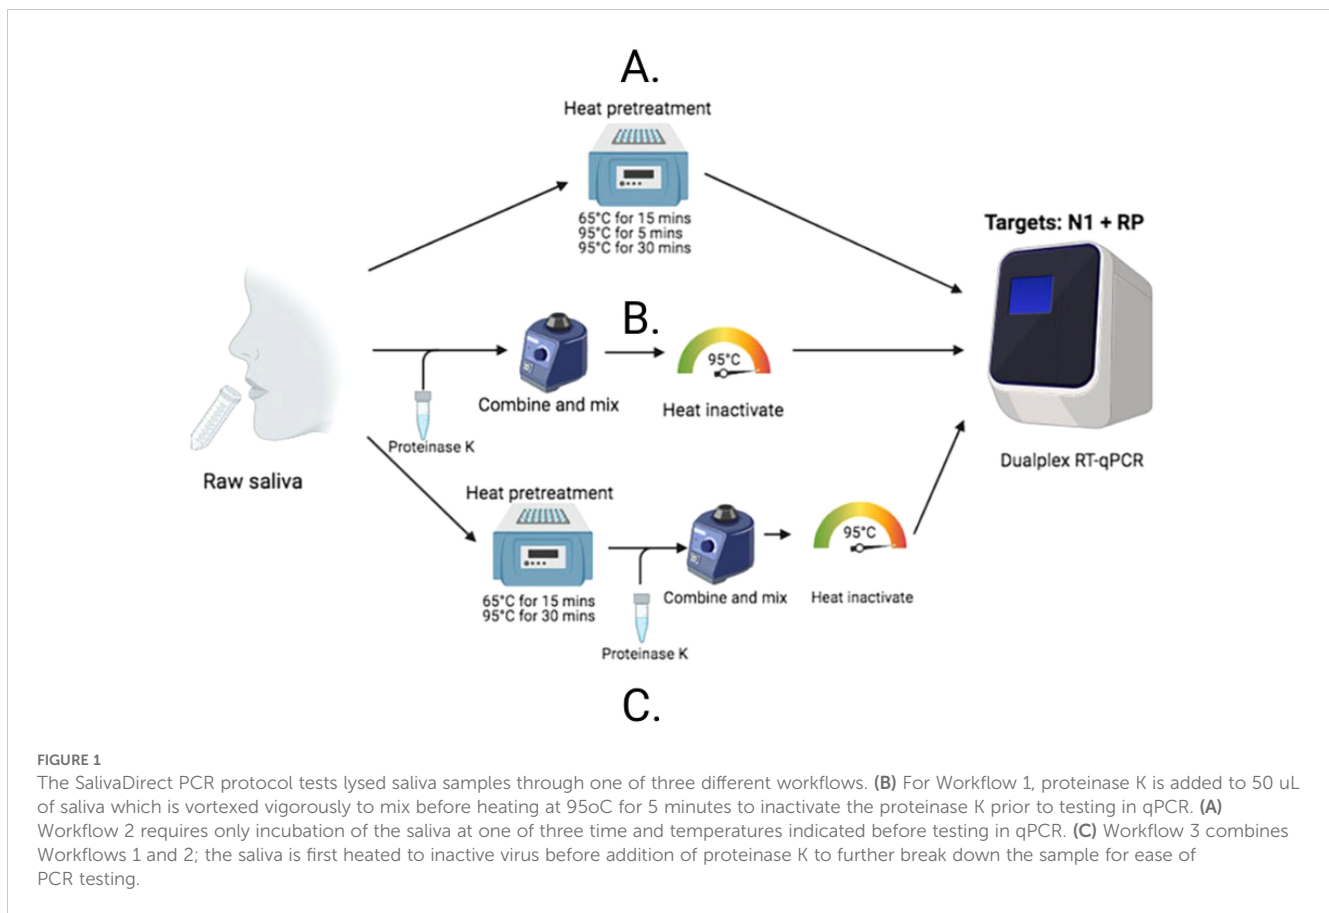 A.
Heat pretreatment
65°C for 15 mins
95°C for 5 mins
95°C for 30 mins
Targets: N1 + RP
B.
95°C
Combine and mix
Heat inactivate
Proteinase K
Raw saliva
Dualplex RT-qPCR
Heat pretreatment
65°C for 15 mins
95°C for 30 mins
95°C
Combine and mix
Heat inactivate
Proteinase K
C.
FIGURE 1
The SalivaDirect PCR protocol tests lysed saliva samples through one of three different workflows. (B) For Workflow 1, proteinase K is added to 50 uL
of saliva which is vortexed vigorously to mix before heating at 95oC for 5 minutes to inactivate the proteinase K prior to testing in qPCR. (A)
Workflow 2 requires only incubation of the saliva at one of three time and temperatures indicated before testing in qPCR. (C) Workflow 3 combines
Workflows 1 and 2; the saliva is first heated to inactive virus before addition of proteinase K to further break down the sample for ease of
PCR testing.